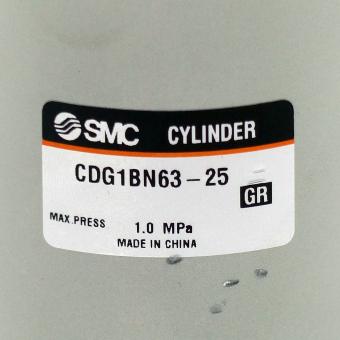 SMC CYLINDER
CDG1BN63-25
GR
MAX.PRESS 1.0 MPa
MADE IN CHINA